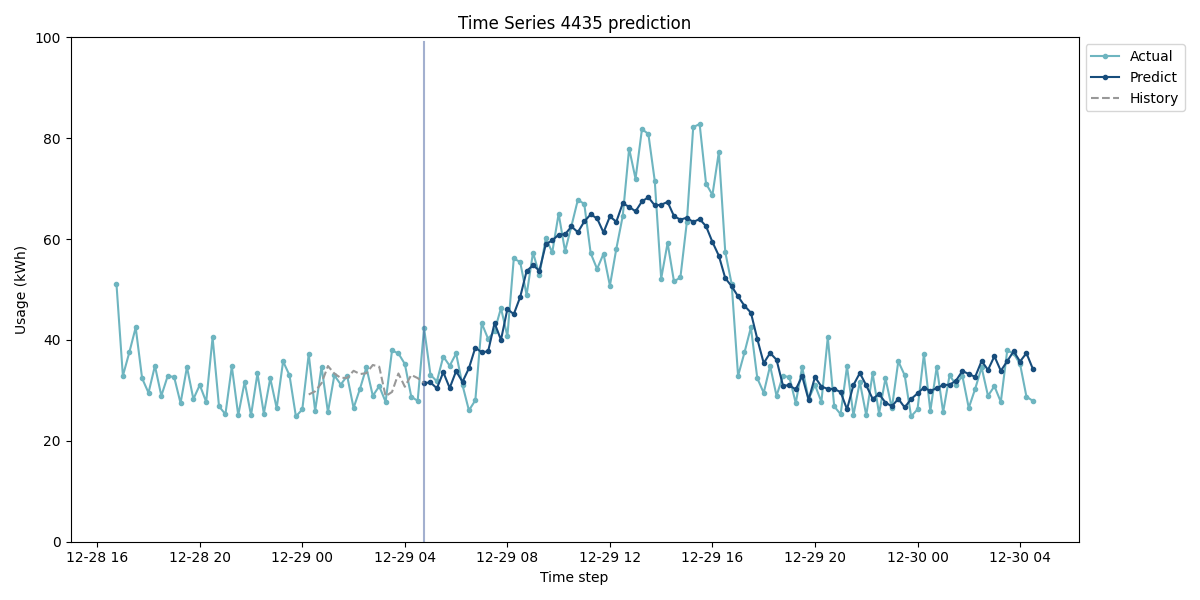 Time Series 4435 prediction
Usage (kWh)
100
80
60
40
20
0
12-28 16
12-28 20
12-29 00
12-29 04
12-29 08
12-29 12
12-29 16
12-29 20
12-30 00
12-30 04
Time step
Actual
Predict
History